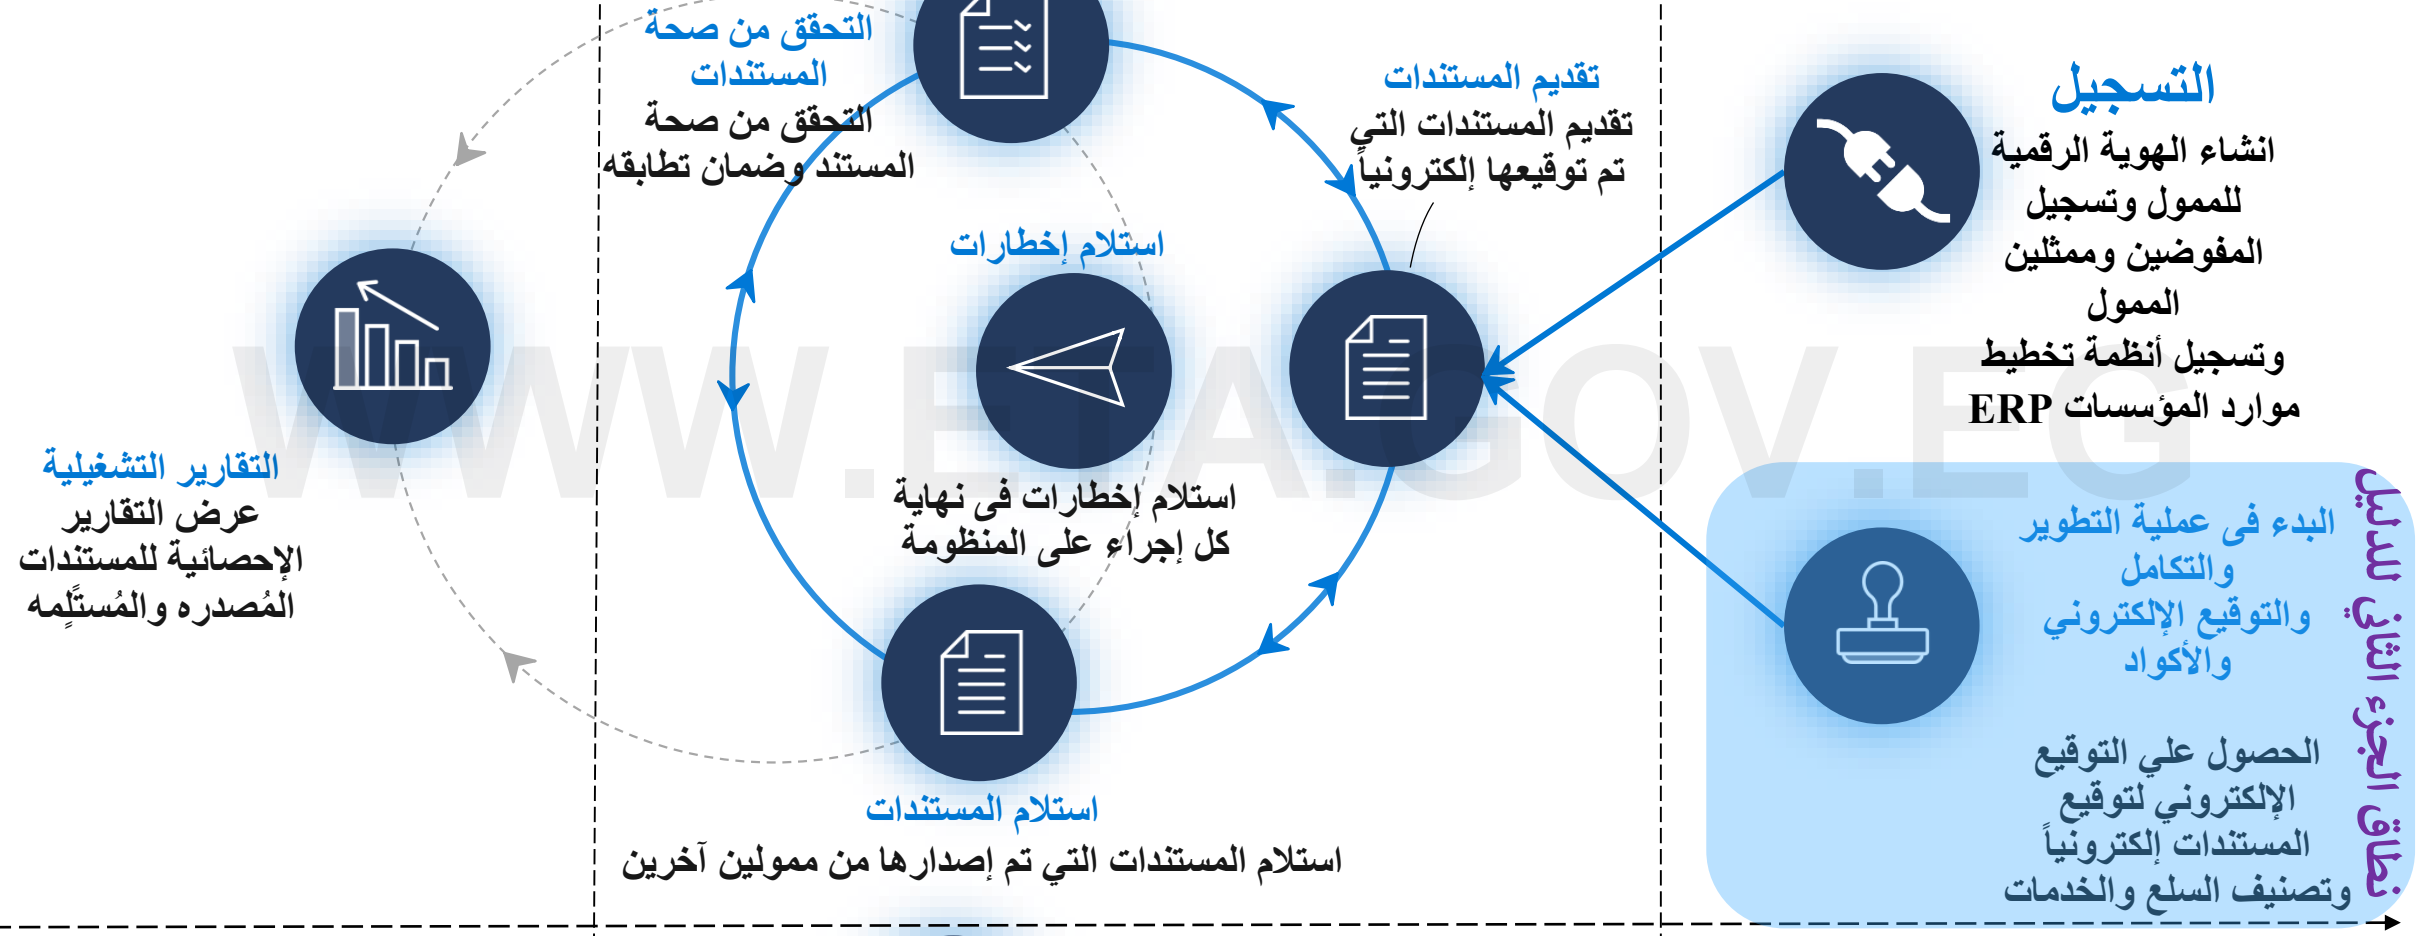 التسجيل
انشاء الهوية الرقمية
للممول وتسجيل
المفوضين وممثلين
الممول
وتسجيل أنظمة تخطيط
موارد المؤسسات ERP
نطاق الجزء الثاني للدليل
البدء فى عملية التطوير
والتكامل
والتوقيع الإلكتروني
والأكواد
الحصول علي التوقيع
الإلكتروني لتوقيع
المستندات إلكترونياً
وتصنيف السلع والخدمات
تقديم المستندات
تقديم المستندات التي
تم توقيعها إلكترونياً
التحقق من صحة
المستندات
التحقق من صحة
المستند وضمان تطابقه
استلام إخطارات
استلام إخطارات فى نهاية
كل إجراء على المنظومة
استلام المستندات
استلام المستندات التي تم إصدارها من ممولين آخرين
التقارير التشغيلية
عرض التقارير
الإحصائية للمستندات
المُصدره والمُستَلِمه
WWW.ETA.GOV.EG